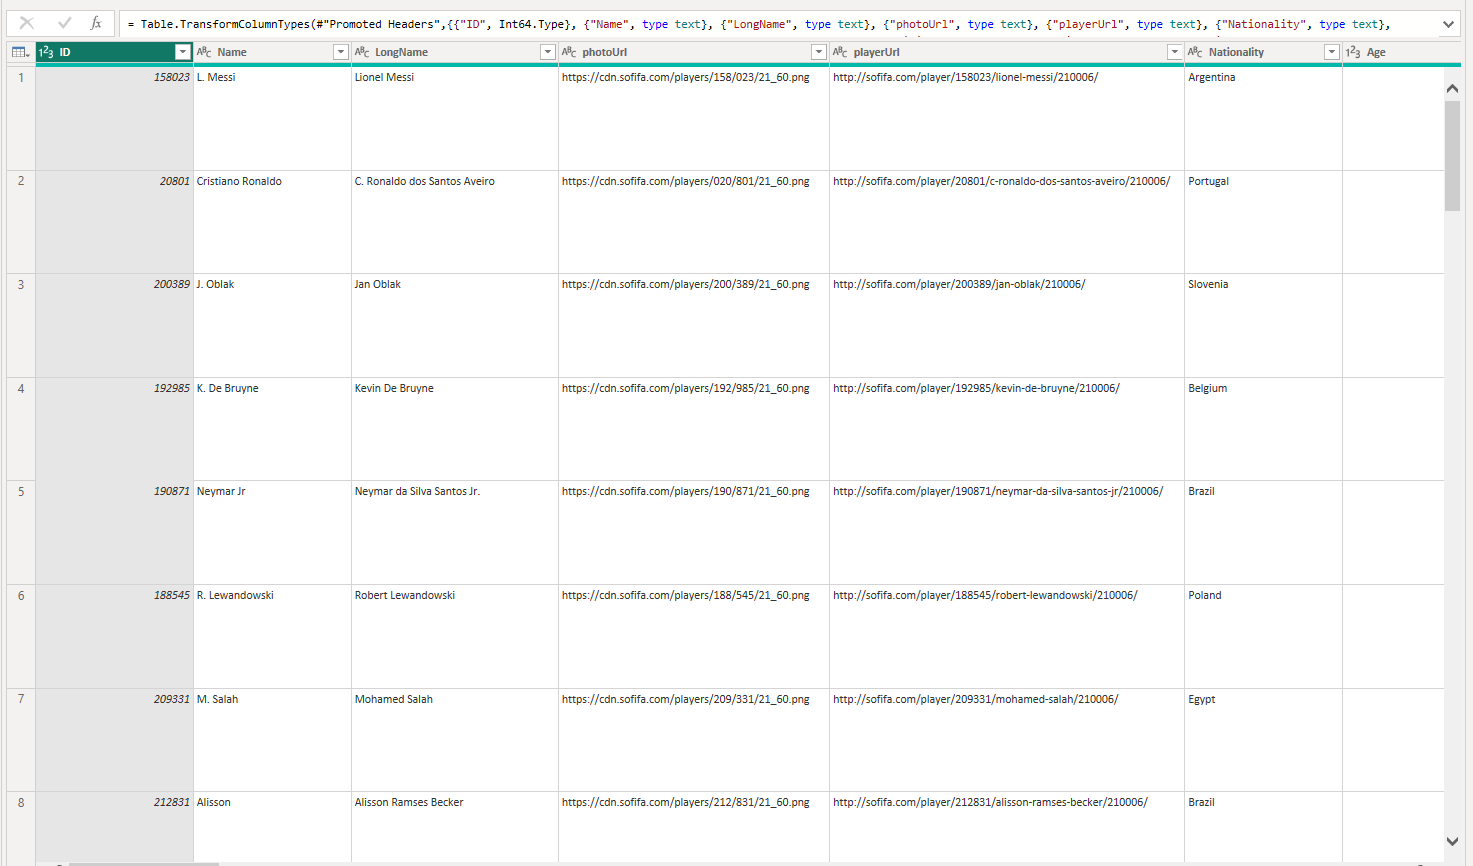 = Table.TransformColumnTypes(#"Promoted Headers",{{"ID", Int64.Type}, {"Name", type text}, {"LongName", type text}, {"photoUrl", type text}, {"playerUrl", type text}, {"Nationality", type text},
ID Name LongName photoUrl playerUrl Nationality Age
1 158023 L. Messi Lionel Messi https://cdn.sofifa.com/players/158/023/21_60.png http://sofifa.com/player/158023/lionel-messi/210006/ Argentina
2 20801 Cristiano Ronaldo C. Ronaldo dos Santos Aveiro https://cdn.sofifa.com/players/020/801/21_60.png http://sofifa.com/player/20801/c-ronaldo-dos-santos-aveiro/210006/ Portugal
3 200389 J. Oblak Jan Oblak https://cdn.sofifa.com/players/200/389/21_60.png http://sofifa.com/player/200389/jan-oblak/210006/ Slovenia
4 192985 K. De Bruyne Kevin De Bruyne https://cdn.sofifa.com/players/192/985/21_60.png http://sofifa.com/player/192985/kevin-de-bruyne/210006/ Belgium
5 190871 Neymar Jr Neymar da Silva Santos Jr. https://cdn.sofifa.com/players/190/871/21_60.png http://sofifa.com/player/190871/neymar-da-silva-santos-jr/210006/ Brazil
6 188545 R. Lewandowski Robert Lewandowski https://cdn.sofifa.com/players/188/545/21_60.png http://sofifa.com/player/188545/robert-lewandowski/210006/ Poland
7 209331 M. Salah Mohamed Salah https://cdn.sofifa.com/players/209/331/21_60.png http://sofifa.com/player/209331/mohamed-salah/210006/ Egypt
8 212831 Alisson Alisson Ramses Becker https://cdn.sofifa.com/players/212/831/21_60.png http://sofifa.com/player/212831/alisson-ramses-becker/210006/ Brazil